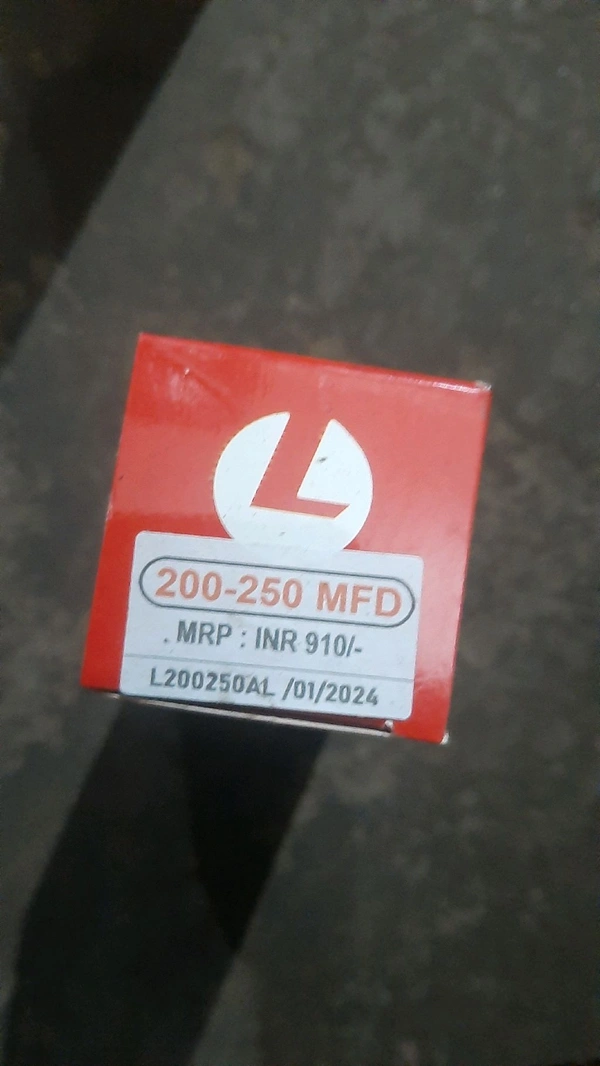 L
200-250 MFD
. MRP : INR 910/-
L200250AL /01/2024